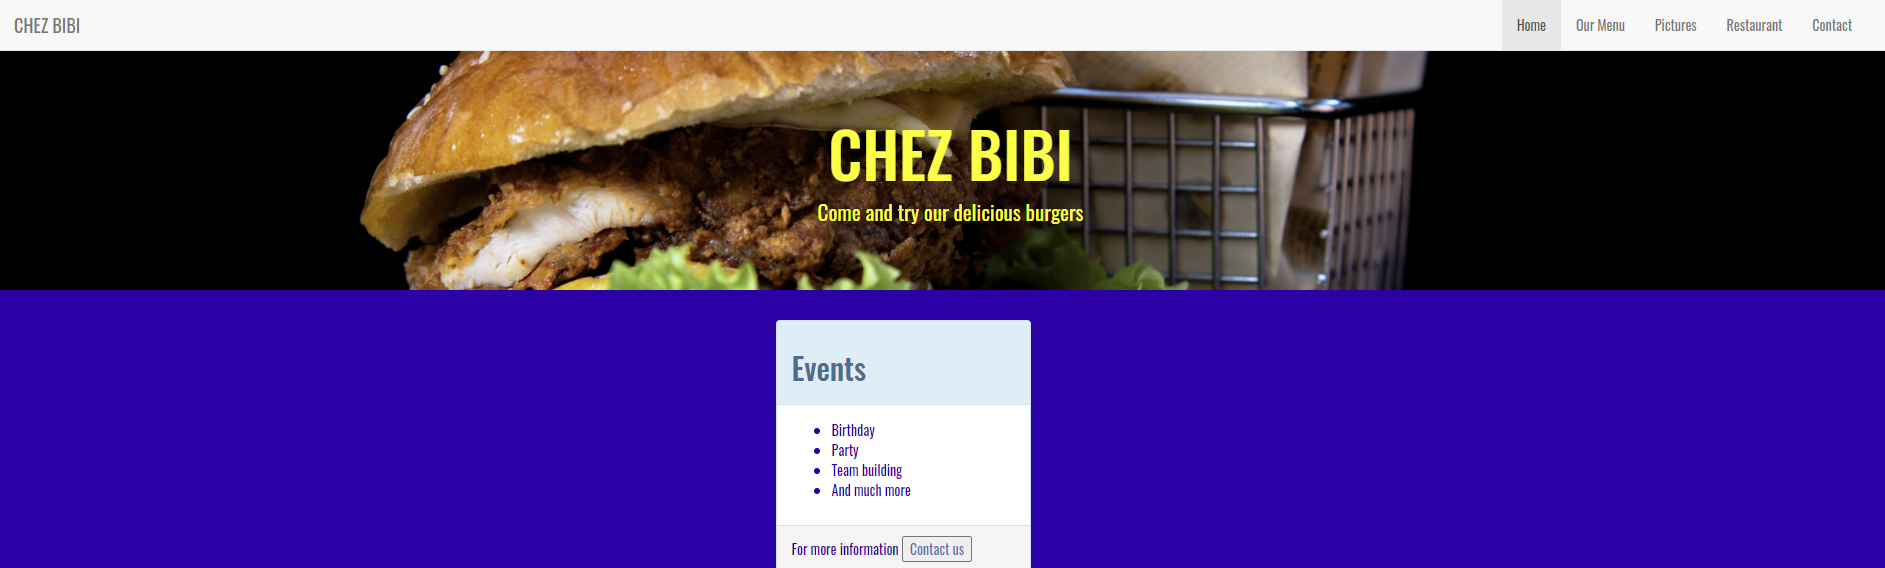 CHEZ BIBI
Home Our Menu Pictures Restaurant Contact
CHEZ BIBI
Come and try our delicious burgers
Events
Birthday
Party
Team building
And much more
For more information Contact us